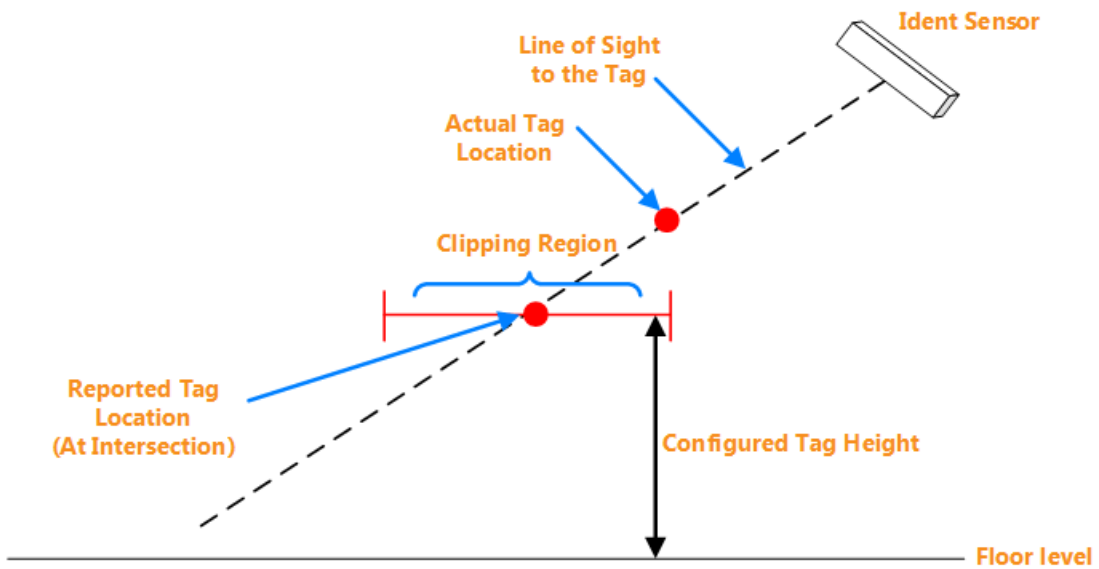 Ident Sensor
Line of Sight
to the Tag
Actual Tag
Location
Clipping Region
Reported Tag
Location
(At Intersection)
Configured Tag Height
Floor level